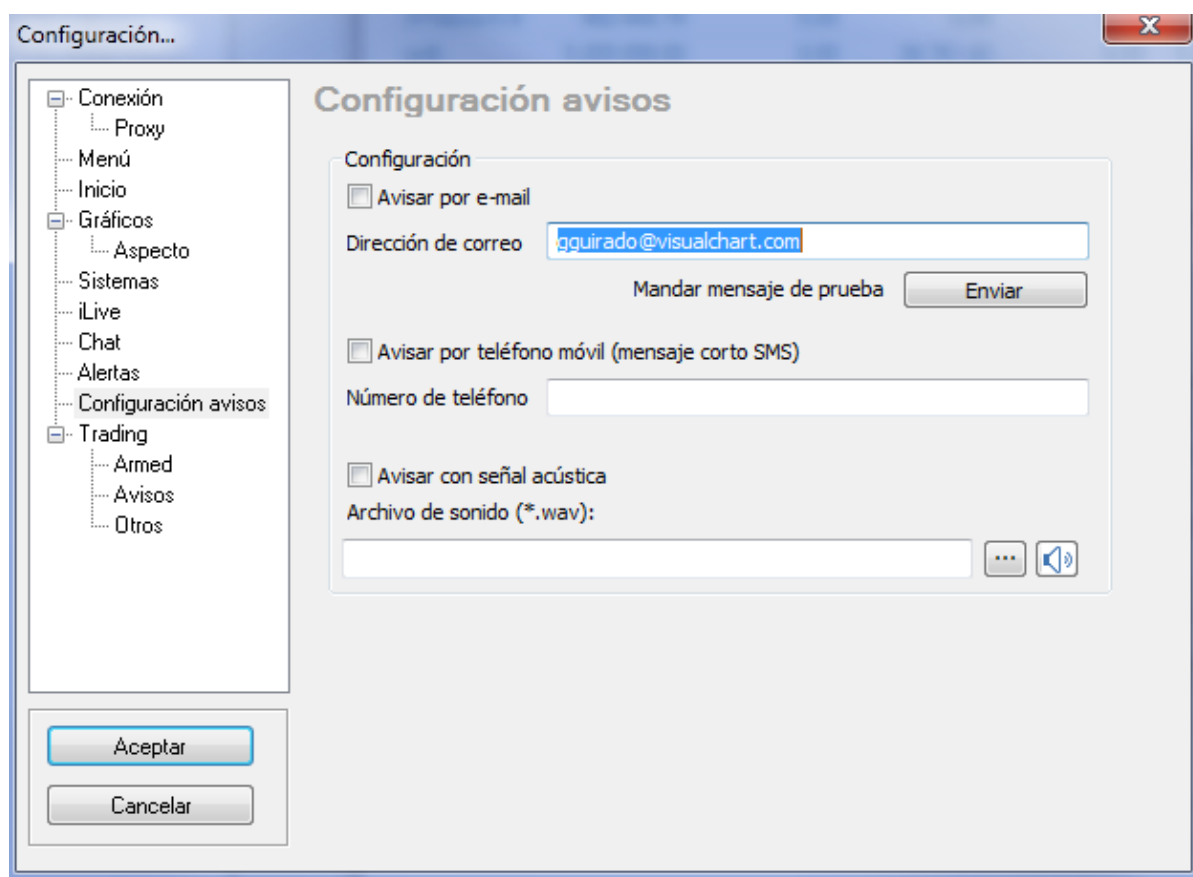 Configuración...
Conexión
Proxy
Menú
Inicio
Gráficos
Aspecto
Sistemas
iLive
Chat
Alertas
Configuración avisos
Trading
Armed
Avisos
Otros
Aceptar
Cancelar
Configuración avisos
Configuración
Avisar por e-mail
Dirección de correo gguirado@visualchart.com
Mandar mensaje de prueba Enviar
Avisar por teléfono móvil (mensaje corto SMS)
Número de teléfono
Avisar con señal acústica
Archivo de sonido (*.wav):
...